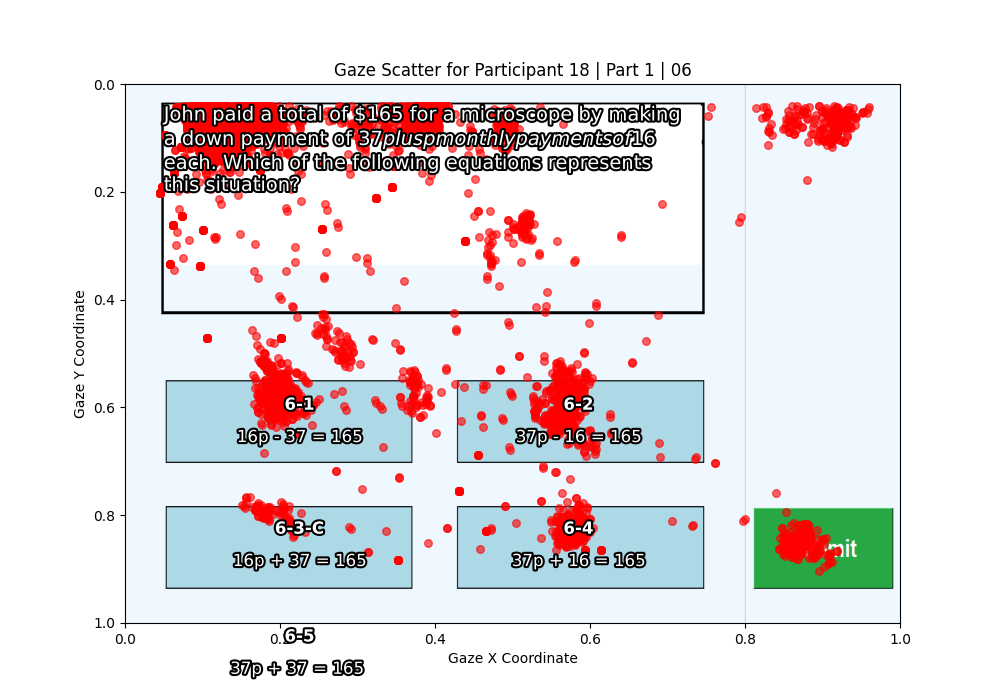 Gaze Scatter for Participant 18 | Part 1 | 06
0.0
0.2
0.4
0.6
0.8
1.0
Gaze Y Coordinate
John paid a total of $165 for a microscope by making
a down payment of 37pluspmonthlypaymentsof16
each. Which of the following equations represents
this situation?
6-1
16p - 37 = 165
6-2
37p - 16 = 165
6-3-C
16p + 37 = 165
6-4
37p + 16 = 165
mit
0.0
0.2
0.4
0.6
0.8
1.0
Gaze X Coordinate
6-5
37p + 37 = 165